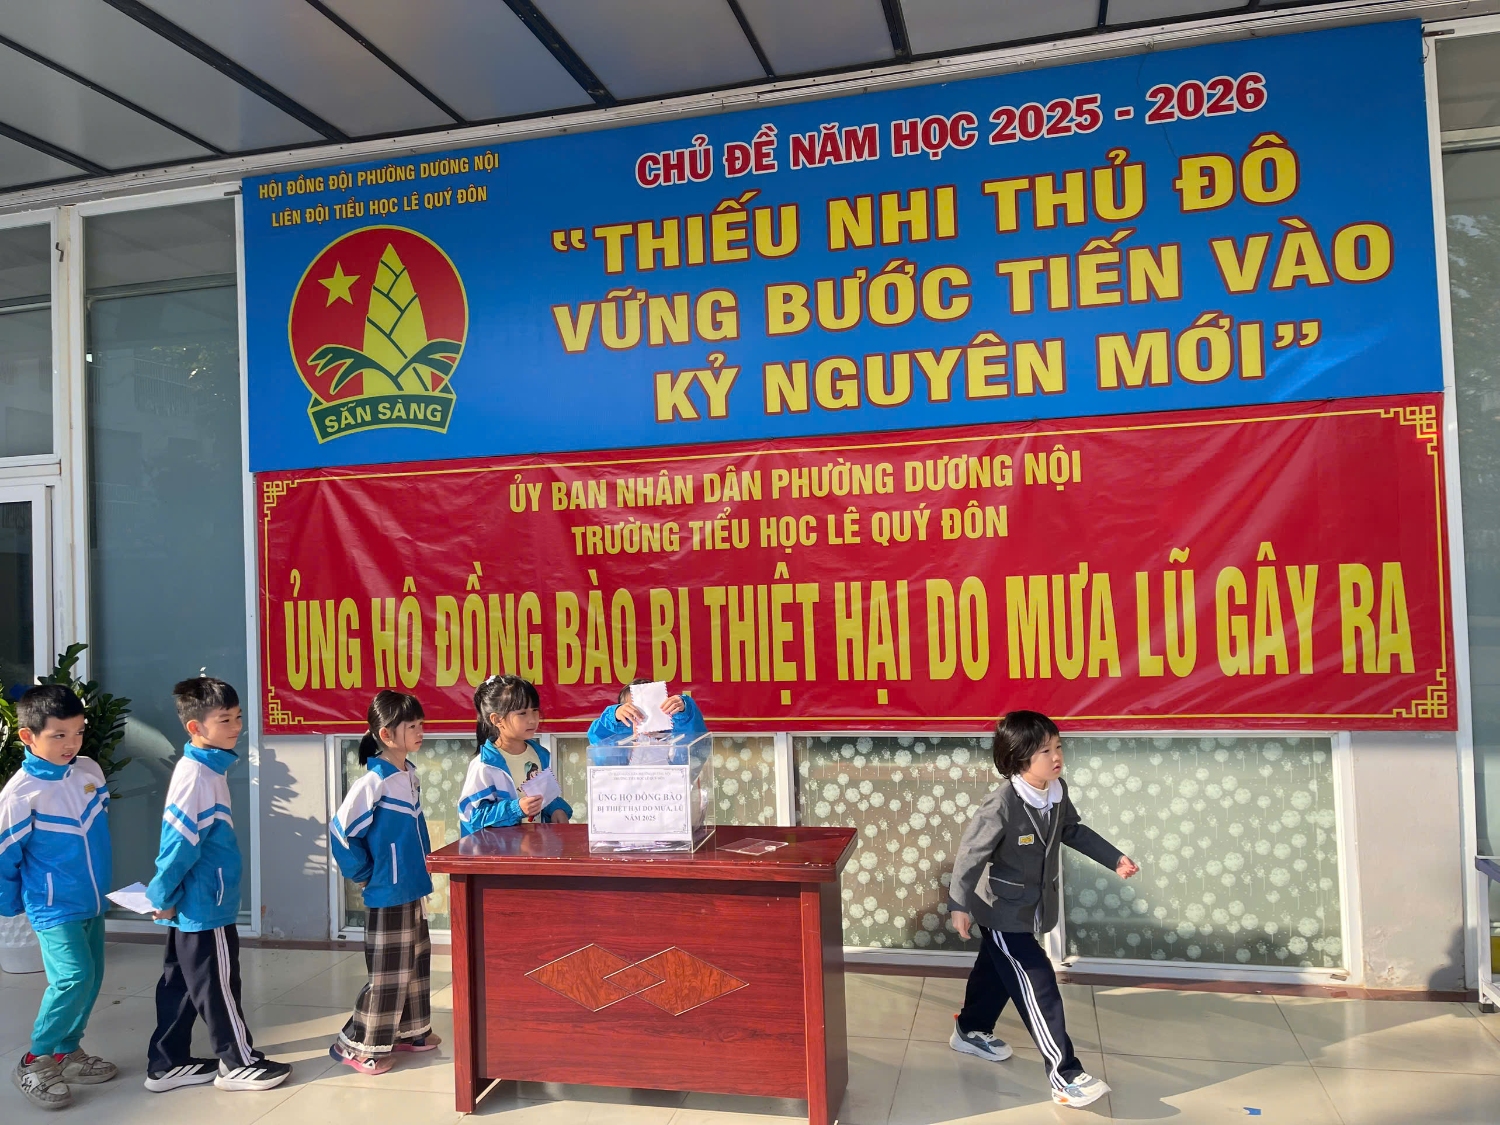 HỘI ĐỒNG ĐỘI PHƯỜNG DƯƠNG NỘI
LIÊN ĐỘI TIỂU HỌC LÊ QUÝ ĐÔN
SẴN SÀNG
CHỦ ĐỀ NĂM HỌC 2025 - 2026
“THIẾU NHI THỦ ĐÔ
VỮNG BƯỚC TIẾN VÀO
KỶ NGUYÊN MỚI”
ỦY BAN NHÂN DÂN PHƯỜNG DƯƠNG NỘI
TRƯỜNG TIỂU HỌC LÊ QUÝ ĐÔN
ỦNG HÔ ĐỒNG BÀO BỊ THIỆT HẠI DO MƯA LŨ GÂY RA
ỦNG HỘ ĐỒNG BÀO
BỊ THIỆT HẠI DO MƯA, LŨ
NĂM 2025